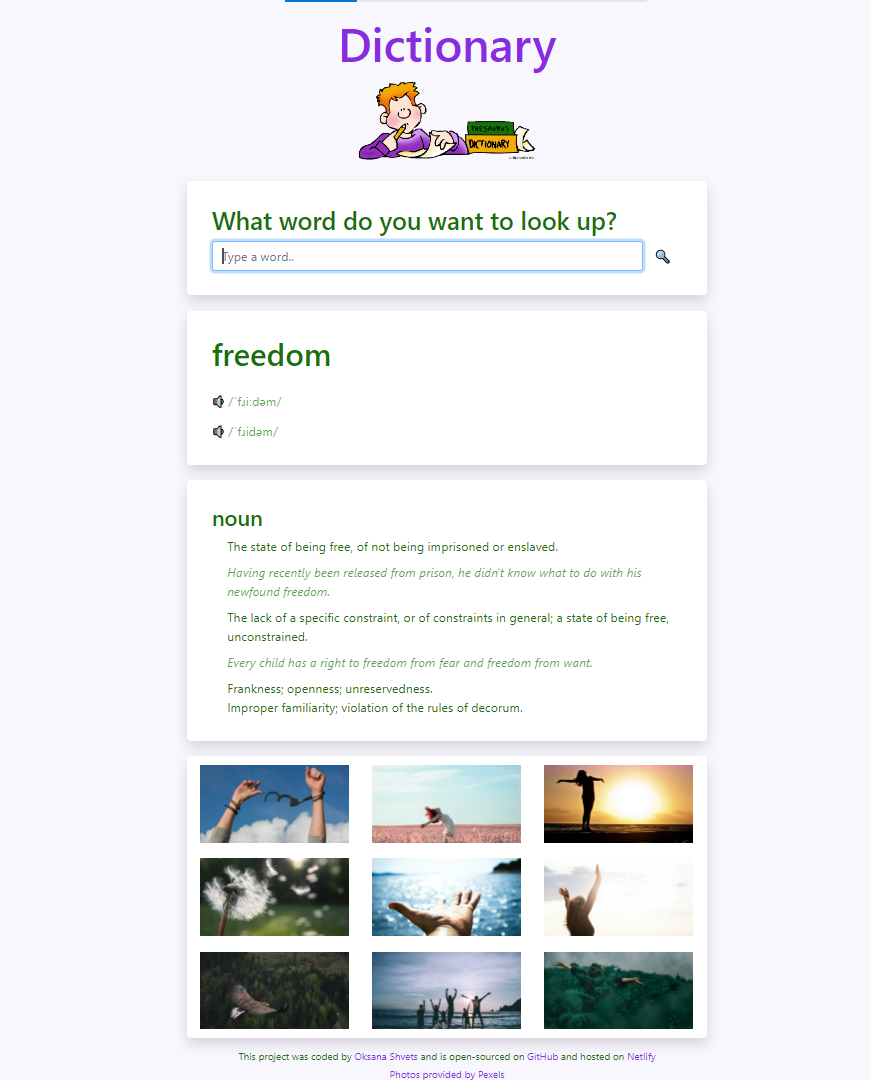 Dictionary
THESAURUS
DICTIONARY
What word do you want to look up?
Type a word..
freedom
/ˈfɹiːdəm/
/ˈfɹidəm/
noun
The state of being free, of not being imprisoned or enslaved.
Having recently been released from prison, he didn't know what to do with his
newfound freedom.
The lack of a specific constraint, or of constraints in general; a state of being free,
unconstrained.
Every child has a right to freedom from fear and freedom from want.
Frankness; openness; unreservedness.
Improper familiarity; violation of the rules of decorum.
This project was coded by Oksana Shvets and is open-sourced on GitHub and hosted on Netlify
Photos provided by Pexels